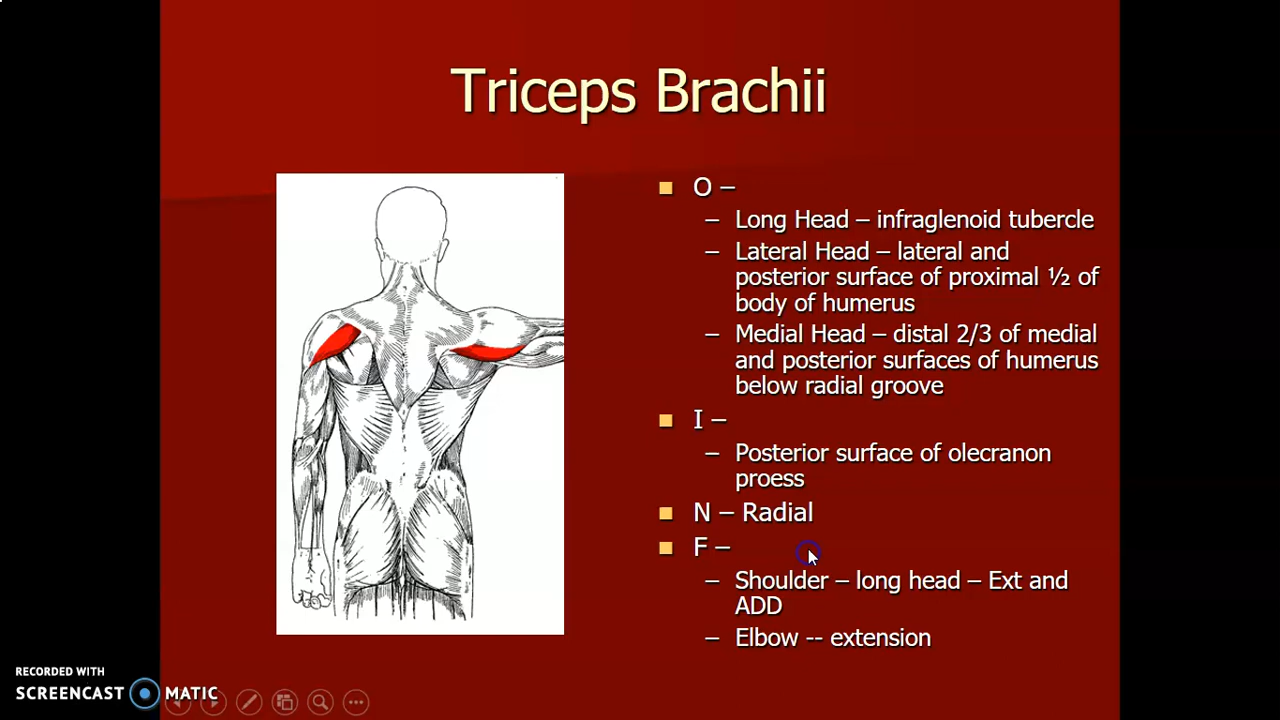 Triceps Brachii
O –
– Long Head – infraglenoid tubercle
– Lateral Head – lateral and
posterior surface of proximal ½ of
body of humerus
– Medial Head – distal 2/3 of medial
and posterior surfaces of humerus
below radial groove
I –
– Posterior surface of olecranon
proess
N – Radial
F –
– Shoulder – long head – Ext and
ADD
– Elbow -- extension
RECORDED WITH
SCREENCAST MATIC